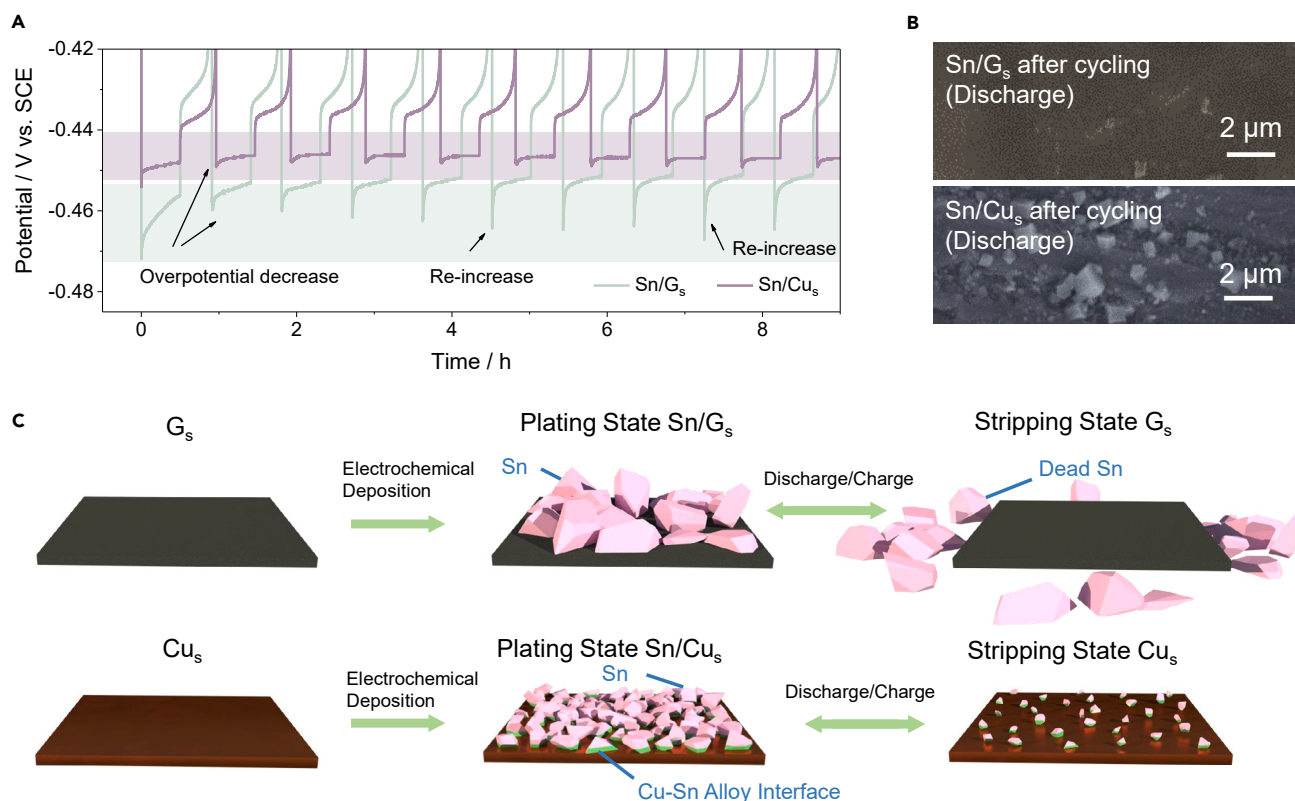 A
Potential / V vs. SCE
-0.42
-0.44
-0.46
-0.48
Overpotential decrease
Re-increase
Re-increase
Sn/Gs
Sn/Cus
0
2
4
6
8
Time / h
B
Sn/Gs after cycling
(Discharge)
2 μm
Sn/Cus after cycling
(Discharge)
2 μm
C
Gs
Electrochemical
Deposition
Plating State Sn/Gs
Sn
Discharge/Charge
Stripping State Gs
Dead Sn
Cus
Electrochemical
Deposition
Plating State Sn/Cus
Sn
Cu-Sn Alloy Interface
Discharge/Charge
Stripping State Cus